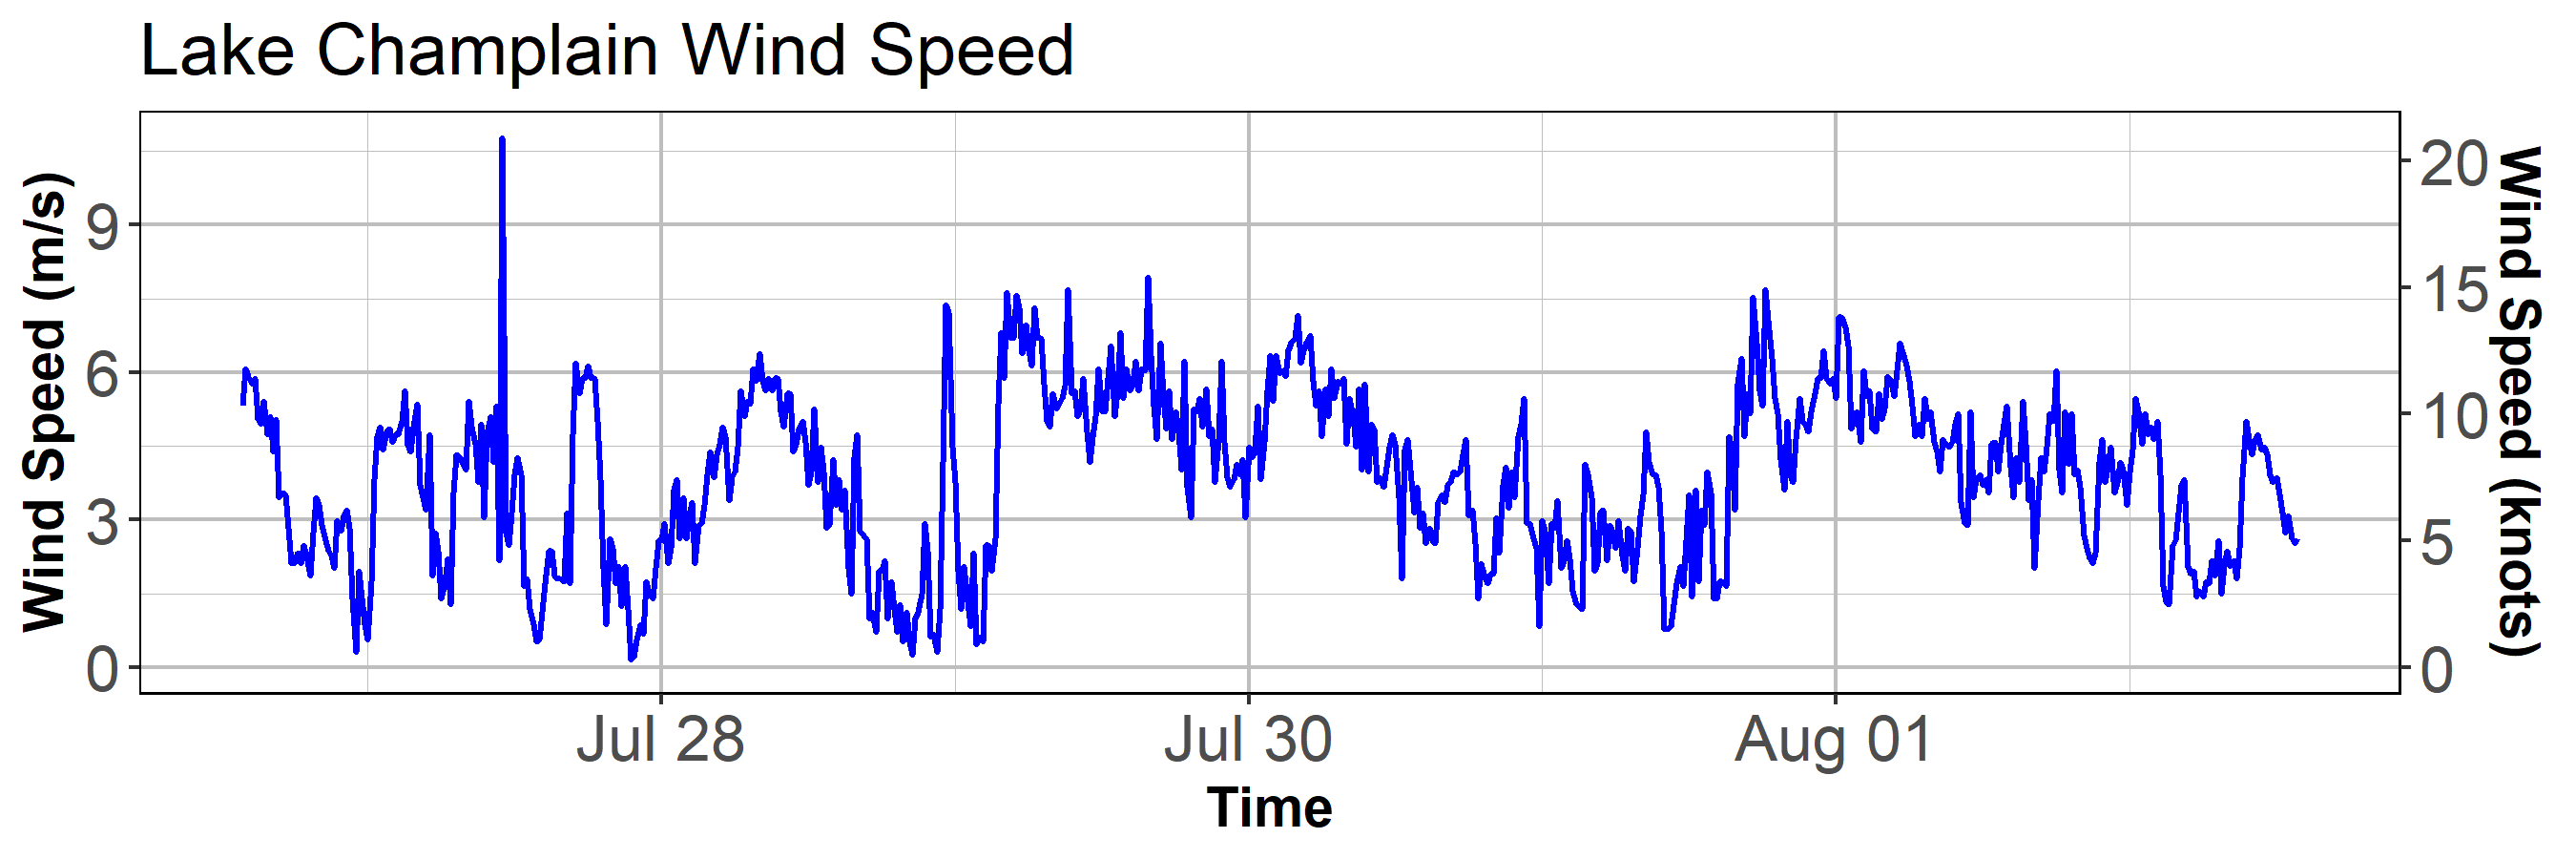 Lake Champlain Wind Speed
Wind Speed (m/s)
9
6
3
0
20
15
10
5
0
Wind Speed (knots)
Jul 28
Jul 30
Aug 01
Time